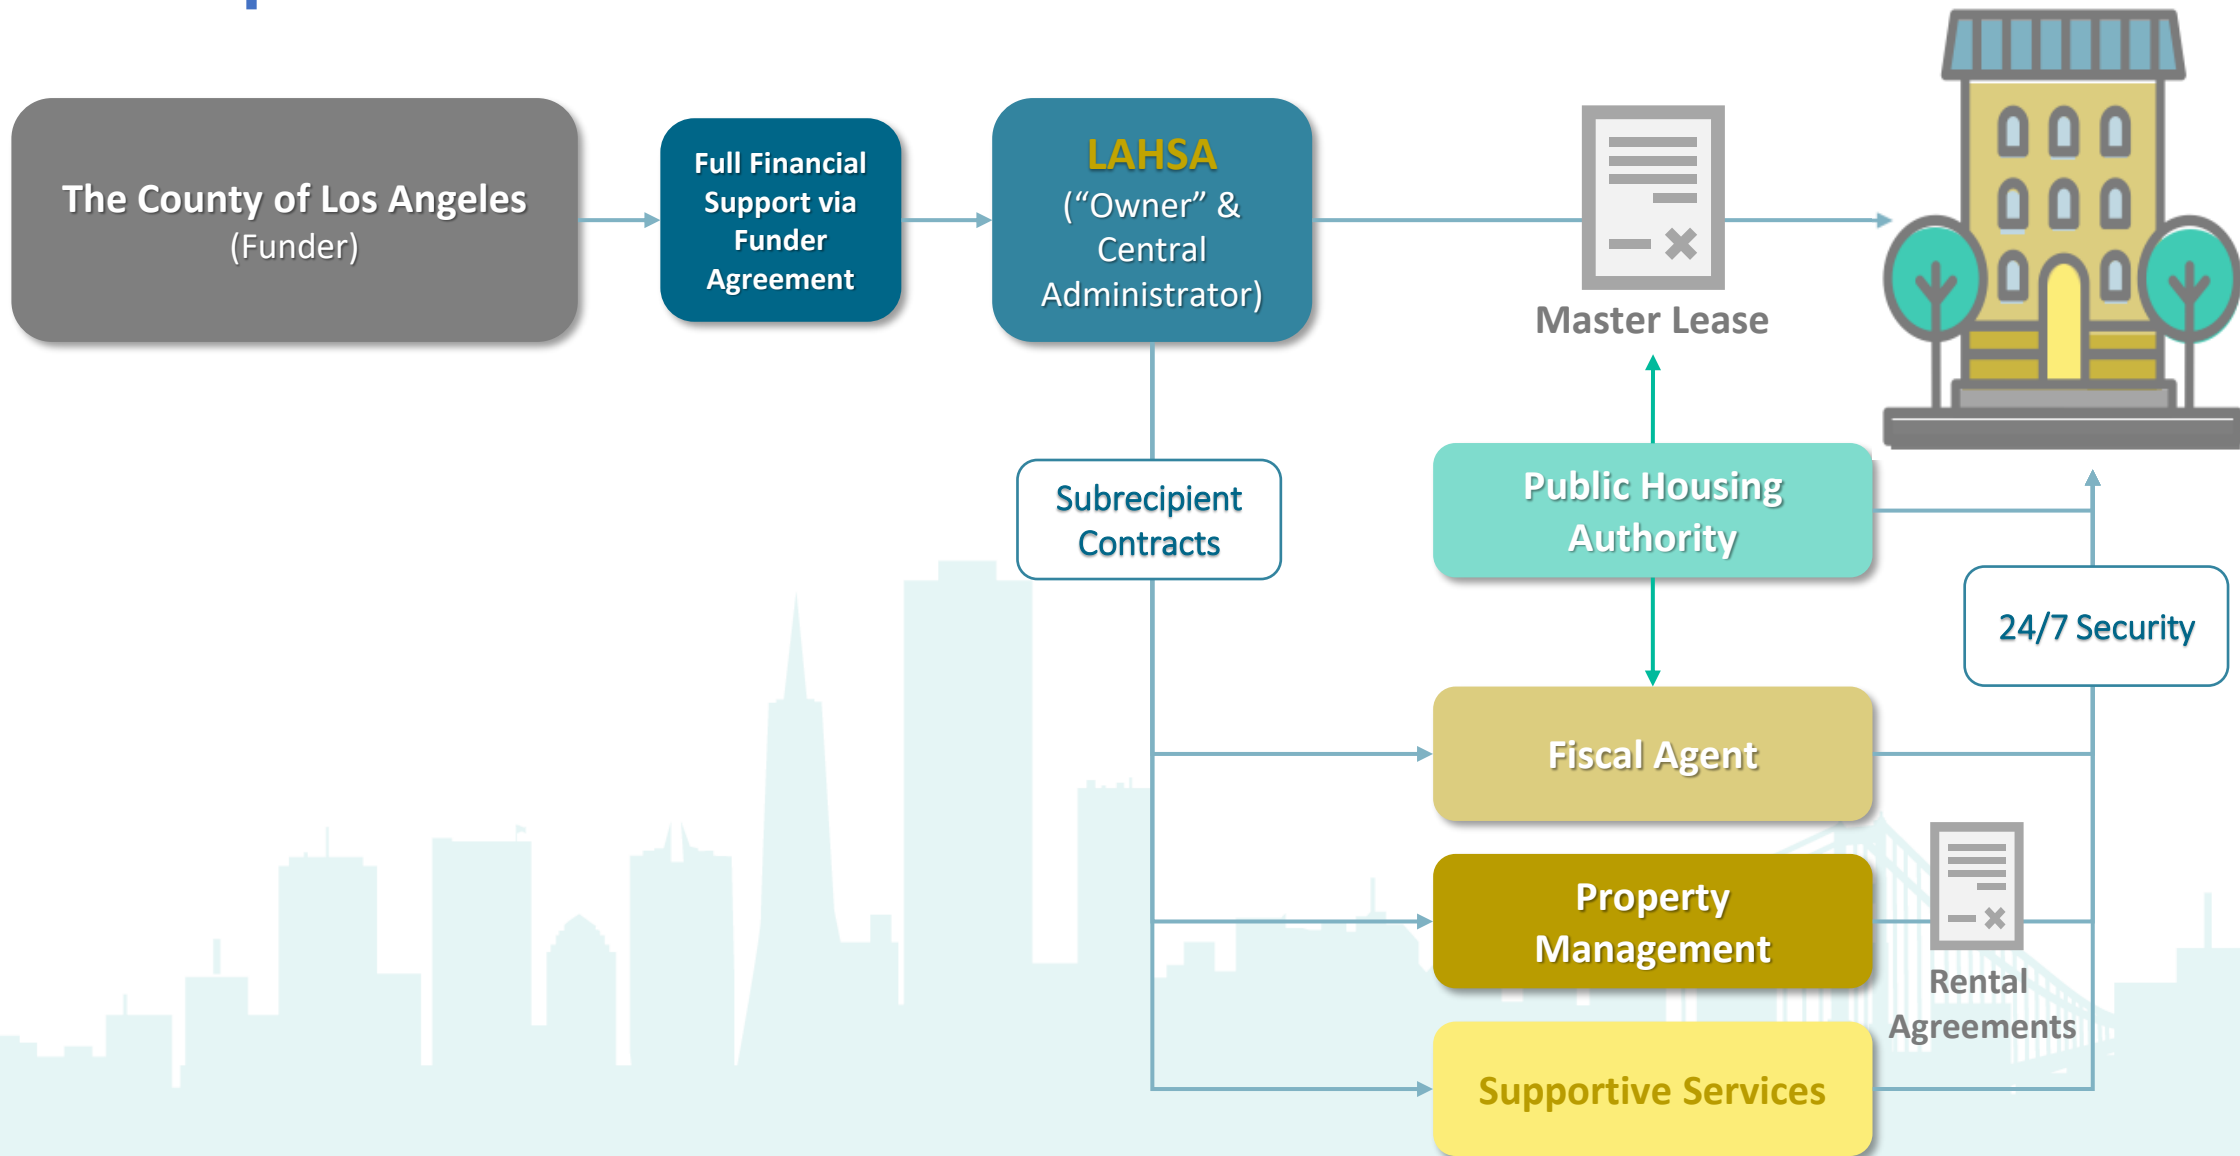 The County of Los Angeles
(Funder)
Full Financial
Support via
Funder
Agreement
LAHSA
(“Owner” &
Central
Administrator)
Master Lease
Subrecipient
Contracts
Public Housing
Authority
24/7 Security
Fiscal Agent
Property
Management
Rental
Agreements
Supportive Services